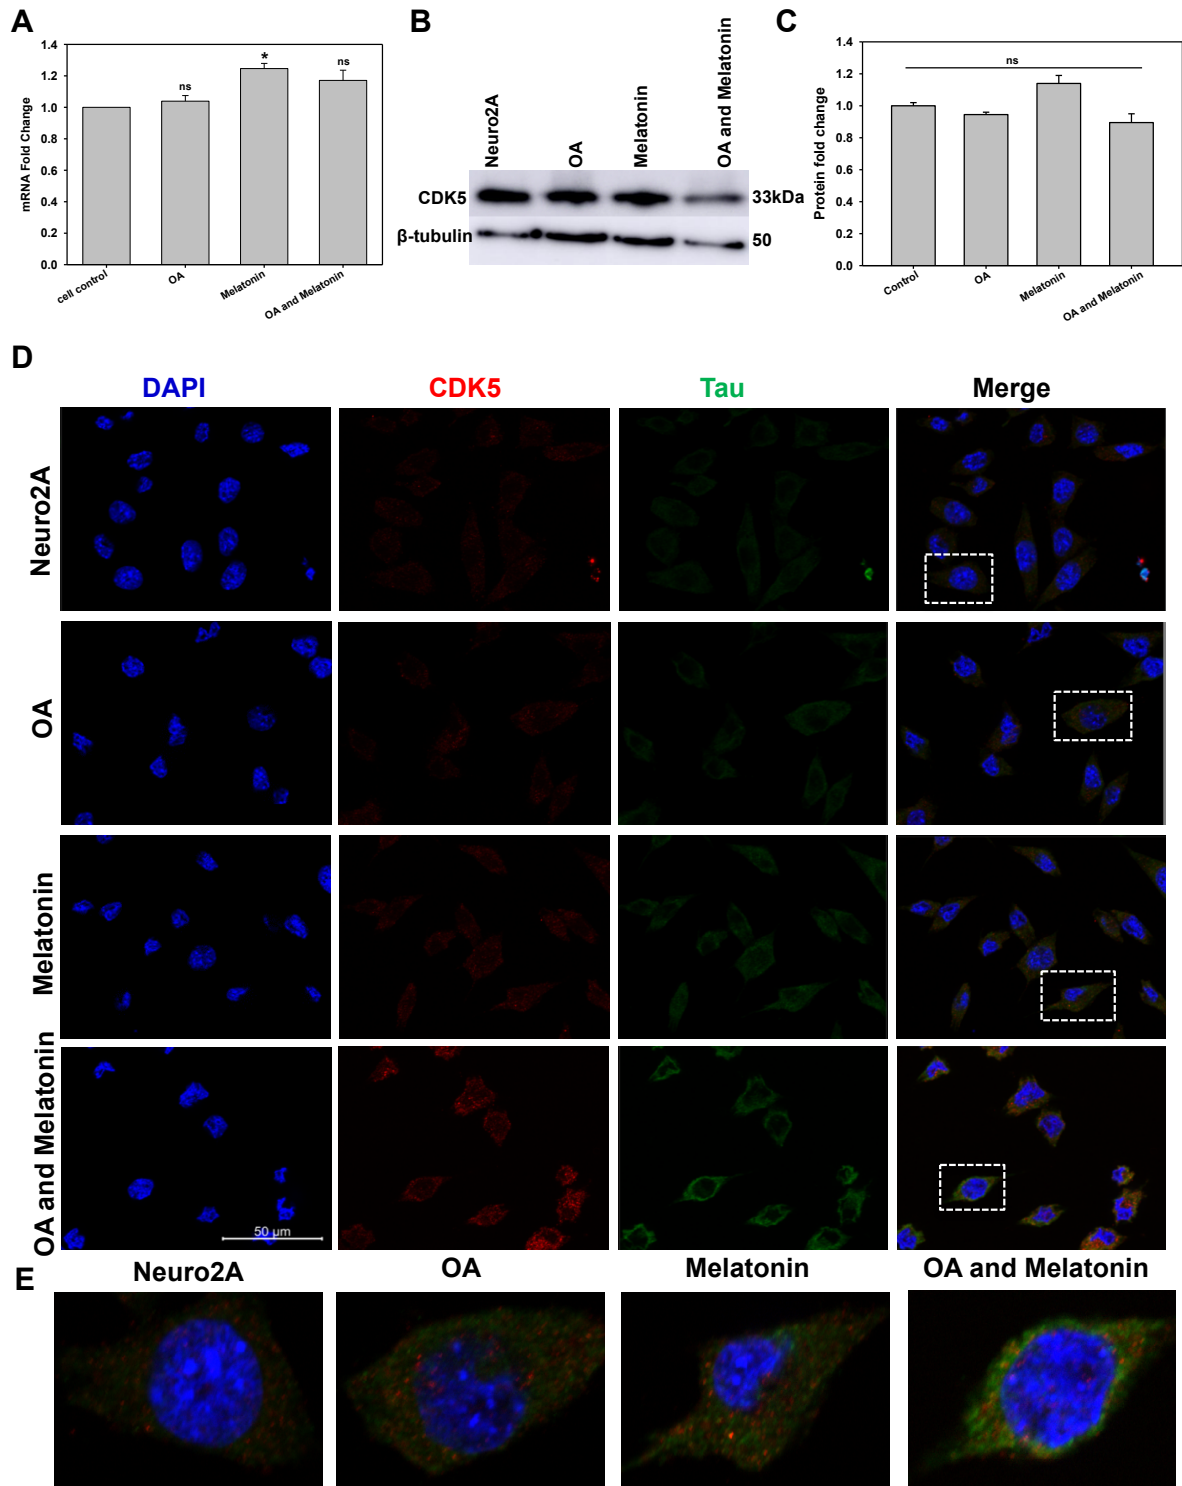 A
mRNA Fold Change
1.4
1.2
1.0
0.8
0.6
0.4
0.2
0.0
ns
*
ns
cell control
OA
Melatonin
OA and Melatonin
B
Neuro2A
OA
Melatonin
OA and Melatonin
CDK5
33kDa
β-tubulin
50
C
Protein fold change
1.4
1.2
1.0
0.8
0.6
0.4
0.2
0.0
ns
Control
OA
Melatonin
OA and Melatonin
D
DAPI
CDK5
Tau
Merge
Neuro2A
OA
Melatonin
OA and Melatonin
50 µm
E
Neuro2A
OA
Melatonin
OA and Melatonin